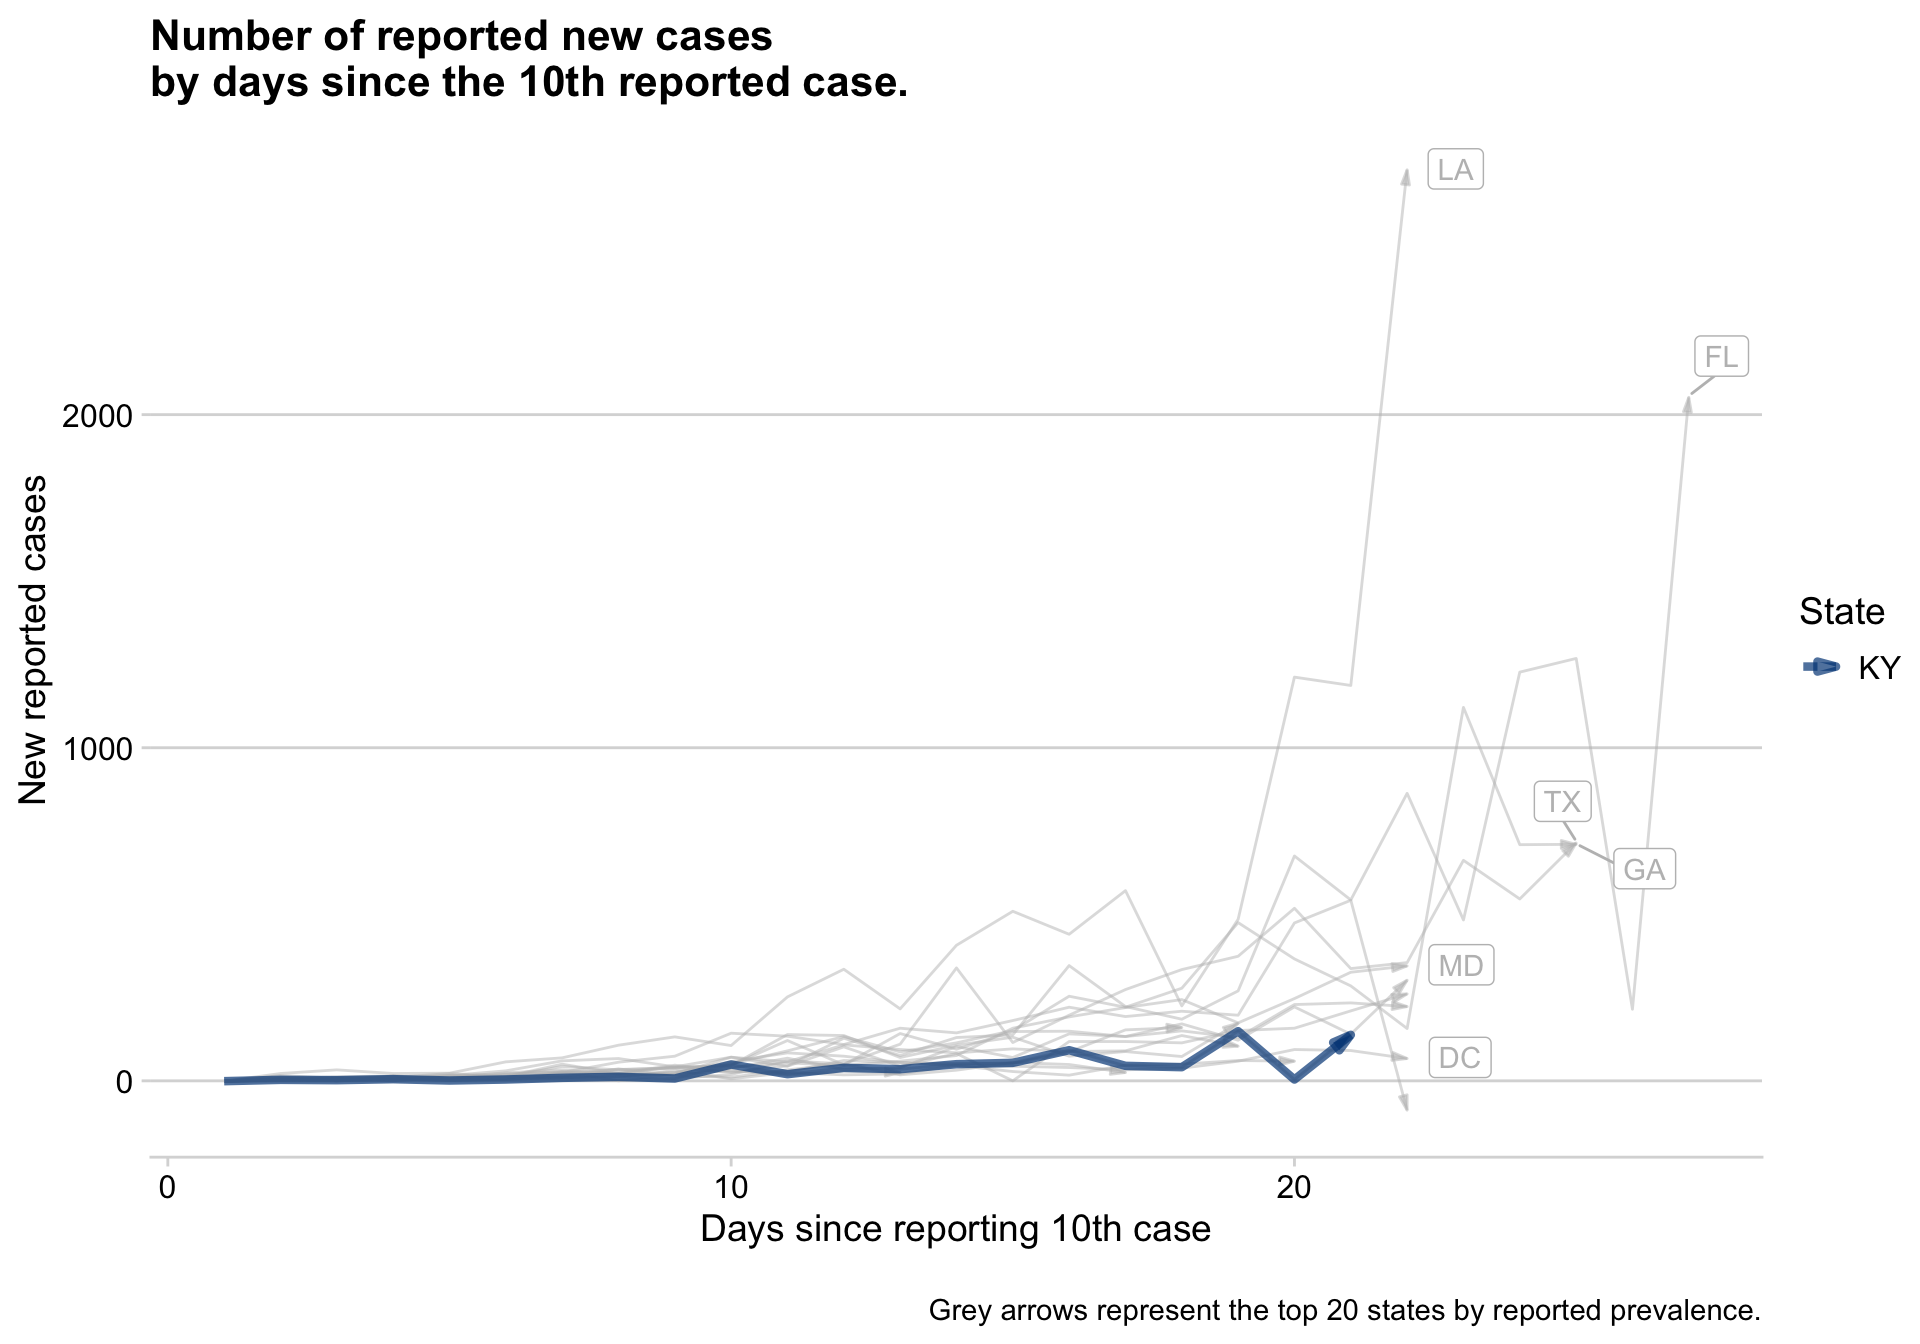 Number of reported new cases
by days since the 10th reported case.
LA
FL
2000
New reported cases
State
KY
1000
TX
GA
MD
DC
0
0
10
20
Days since reporting 10th case
Grey arrows represent the top 20 states by reported prevalence.